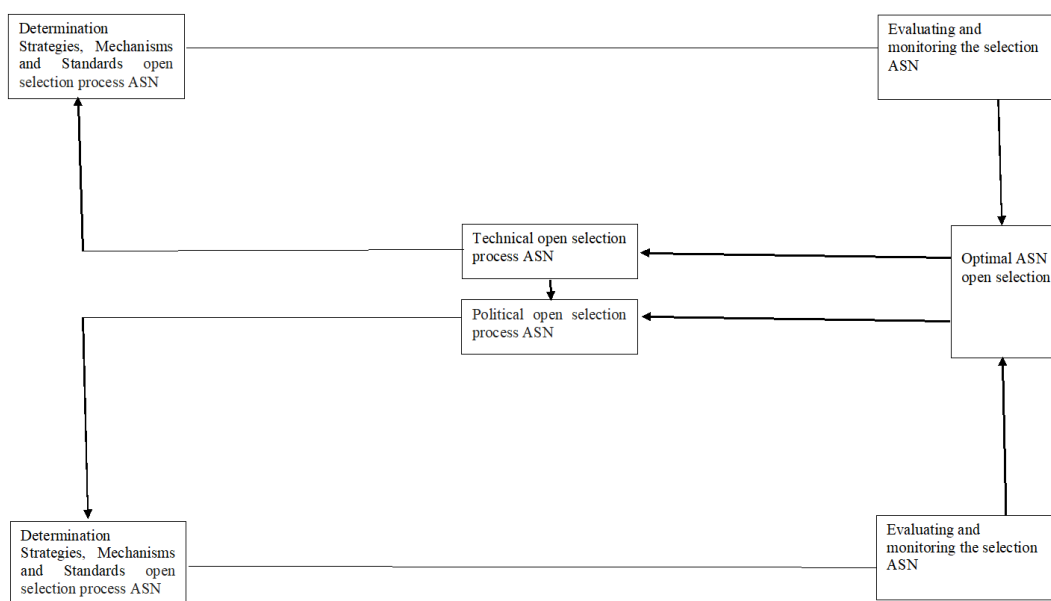 Determination
Strategies, Mechanisms
and Standards open
selection process ASN
Evaluating and
monitoring the selection
ASN
Technical open selection
process ASN
Optimal ASN
open selection
Political open selection
process ASN
Determination
Strategies, Mechanisms
and Standards open
selection process ASN
Evaluating and
monitoring the selection
ASN